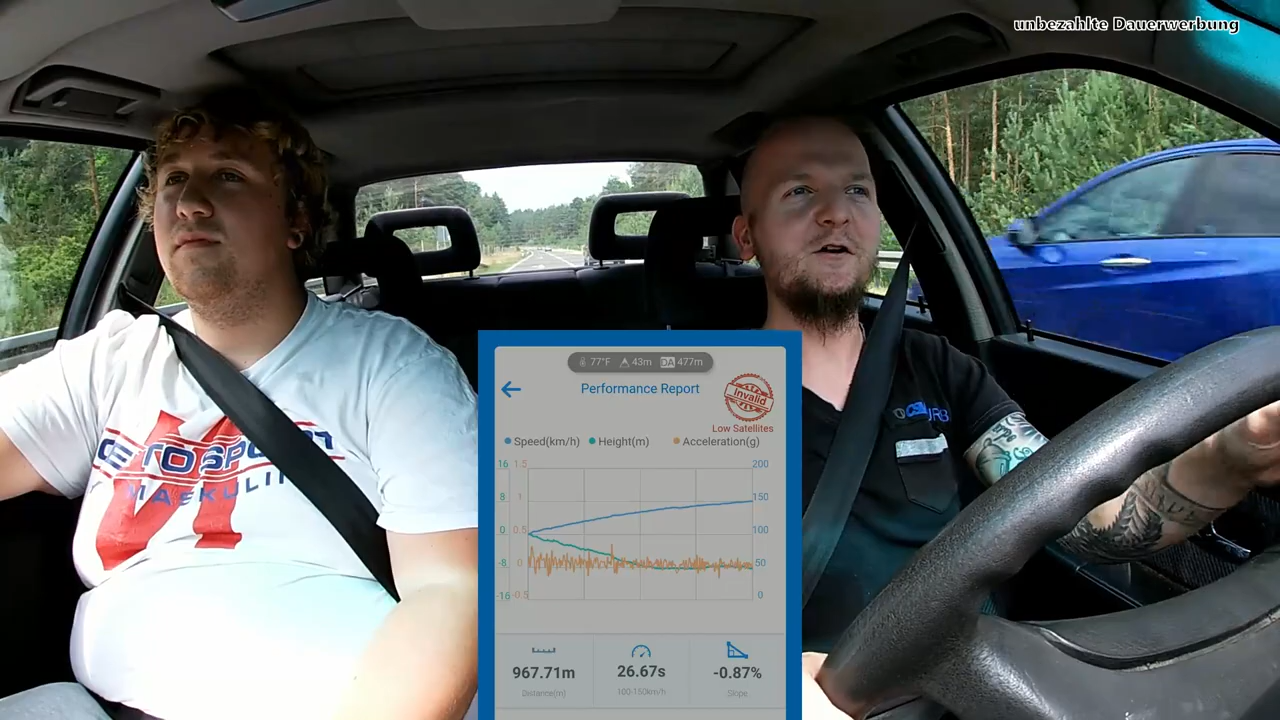 unbezahlte Dauerwerbung
77°F 43m DA 477m
Performance Report
Invalid
Low Satellites
Speed(km/h) Height(m) Acceleration(g)
16 1.5 200
8 1 150
0 0.5 100
-8 0 50
-16 -0.5 0
967.71m 26.67s -0.87%
Distance(m) 100-150km/h Slope
MASKULIN